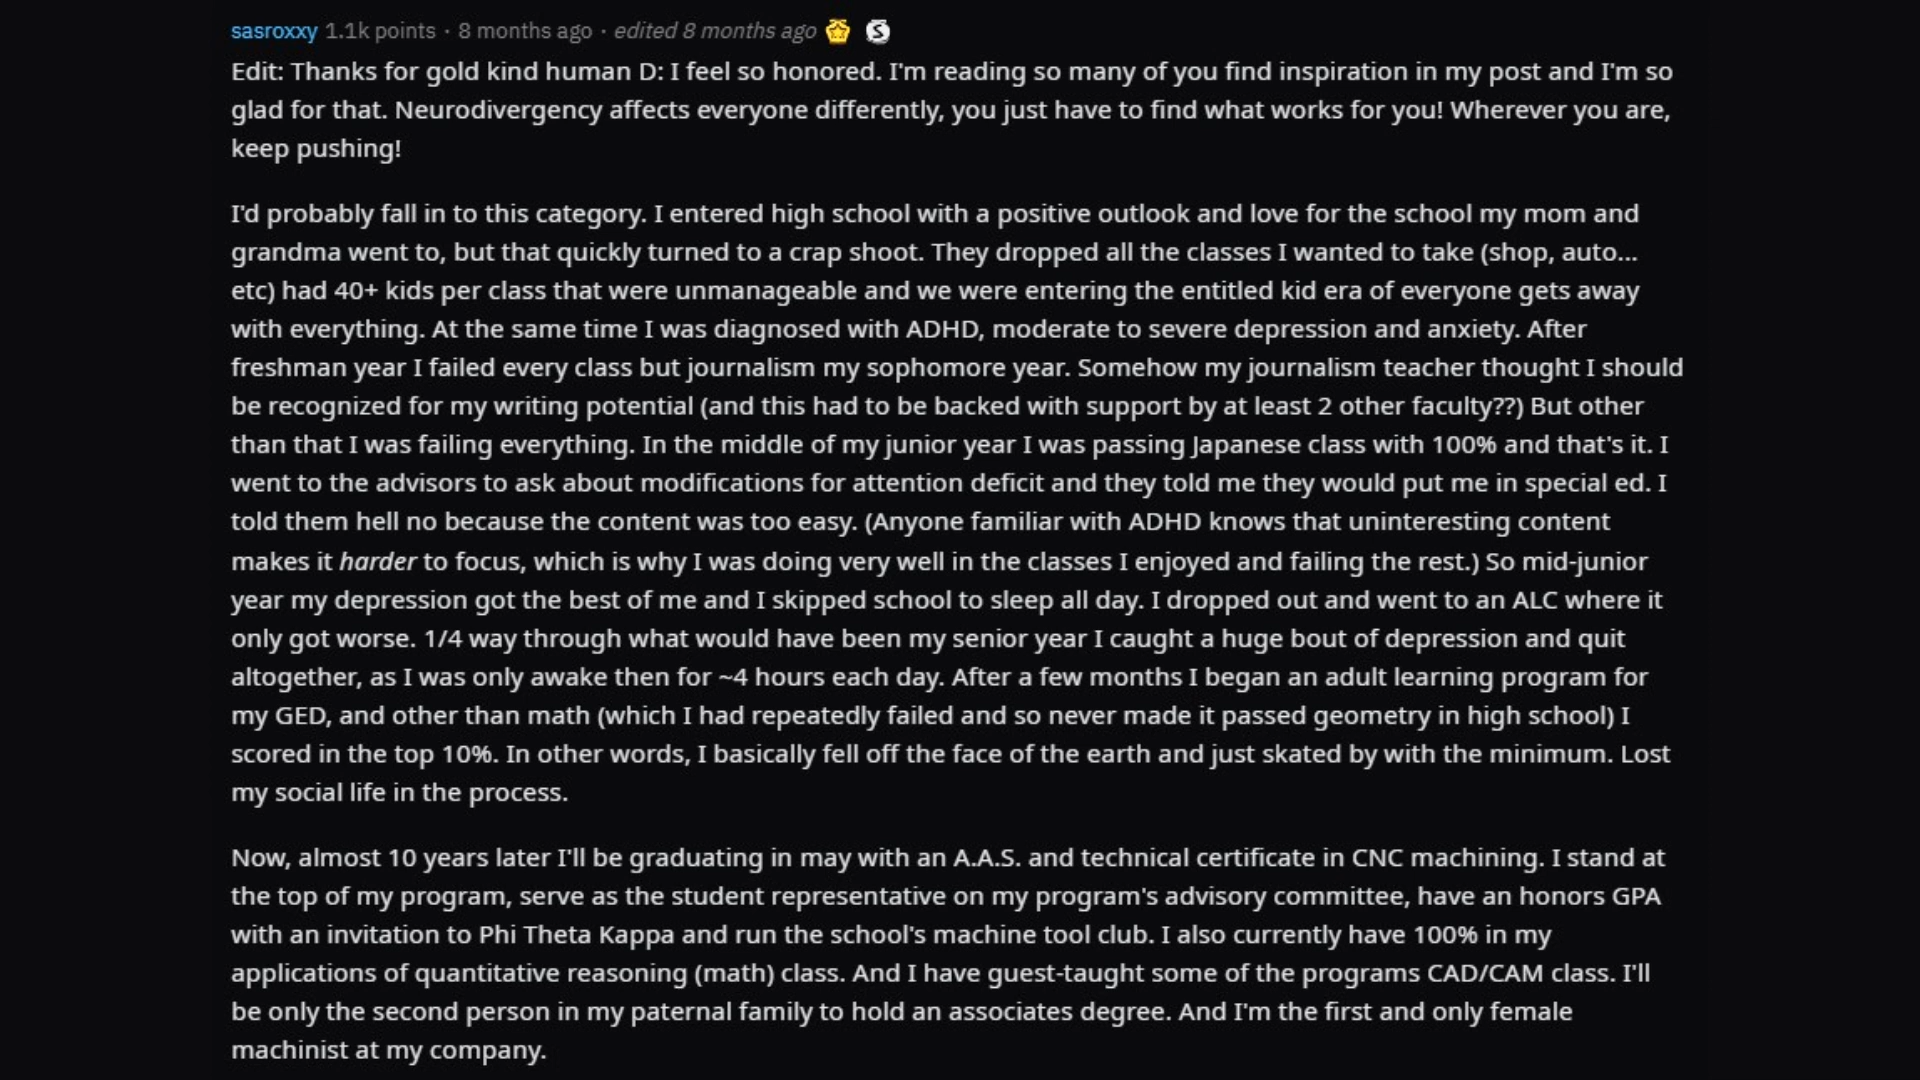 sasroxxy 1.1k points · 8 months ago · edited 8 months ago S
Edit: Thanks for gold kind human D: I feel so honored. I'm reading so many of you find inspiration in my post and I'm so
glad for that. Neurodivergency affects everyone differently, you just have to find what works for you! Wherever you are,
keep pushing!
I'd probably fall in to this category. I entered high school with a positive outlook and love for the school my mom and
grandma went to, but that quickly turned to a crap shoot. They dropped all the classes I wanted to take (shop, auto...
etc) had 40+ kids per class that were unmanageable and we were entering the entitled kid era of everyone gets away
with everything. At the same time I was diagnosed with ADHD, moderate to severe depression and anxiety. After
freshman year I failed every class but journalism my sophomore year. Somehow my journalism teacher thought I should
be recognized for my writing potential (and this had to be backed with support by at least 2 other faculty??) But other
than that I was failing everything. In the middle of my junior year I was passing Japanese class with 100% and that's it. I
went to the advisors to ask about modifications for attention deficit and they told me they would put me in special ed. I
told them hell no because the content was too easy. (Anyone familiar with ADHD knows that uninteresting content
makes it harder to focus, which is why I was doing very well in the classes I enjoyed and failing the rest.) So mid-junior
year my depression got the best of me and I skipped school to sleep all day. I dropped out and went to an ALC where it
only got worse. 1/4 way through what would have been my senior year I caught a huge bout of depression and quit
altogether, as I was only awake then for ~4 hours each day. After a few months I began an adult learning program for
my GED, and other than math (which I had repeatedly failed and so never made it passed geometry in high school) I
scored in the top 10%. In other words, I basically fell off the face of the earth and just skated by with the minimum. Lost
my social life in the process.
Now, almost 10 years later I'll be graduating in may with an A.A.S. and technical certificate in CNC machining. I stand at
the top of my program, serve as the student representative on my program's advisory committee, have an honors GPA
with an invitation to Phi Theta Kappa and run the school's machine tool club. I also currently have 100% in my
applications of quantitative reasoning (math) class. And I have guest-taught some of the programs CAD/CAM class. I'll
be only the second person in my paternal family to hold an associates degree. And I'm the first and only female
machinist at my company.